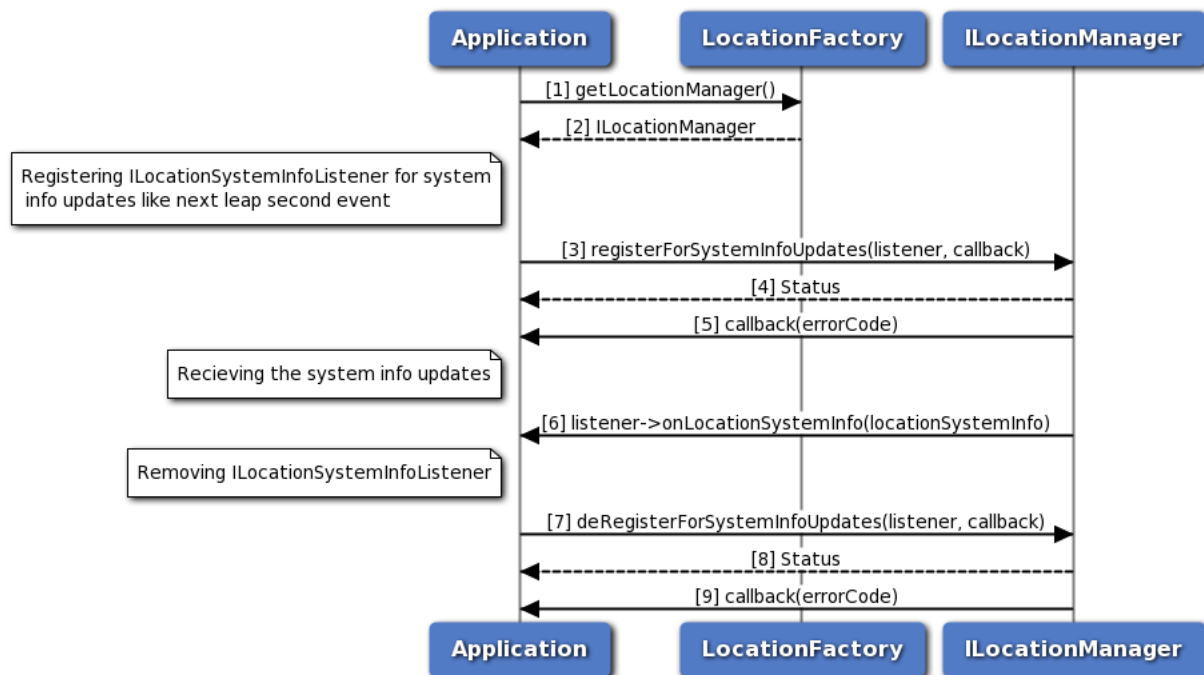 Application
LocationFactory
ILocationManager
[1] getLocationManager()
[2] ILocationManager
Registering ILocationSystemInfoListener for system
info updates like next leap second event
[3] registerForSystemInfoUpdates(listener, callback)
[4] Status
[5] callback(errorCode)
Recieving the system info updates
[6] listener->onLocationSystemInfo(locationSystemInfo)
Removing ILocationSystemInfoListener
[7] deRegisterForSystemInfoUpdates(listener, callback)
[8] Status
[9] callback(errorCode)
Application
LocationFactory
ILocationManager